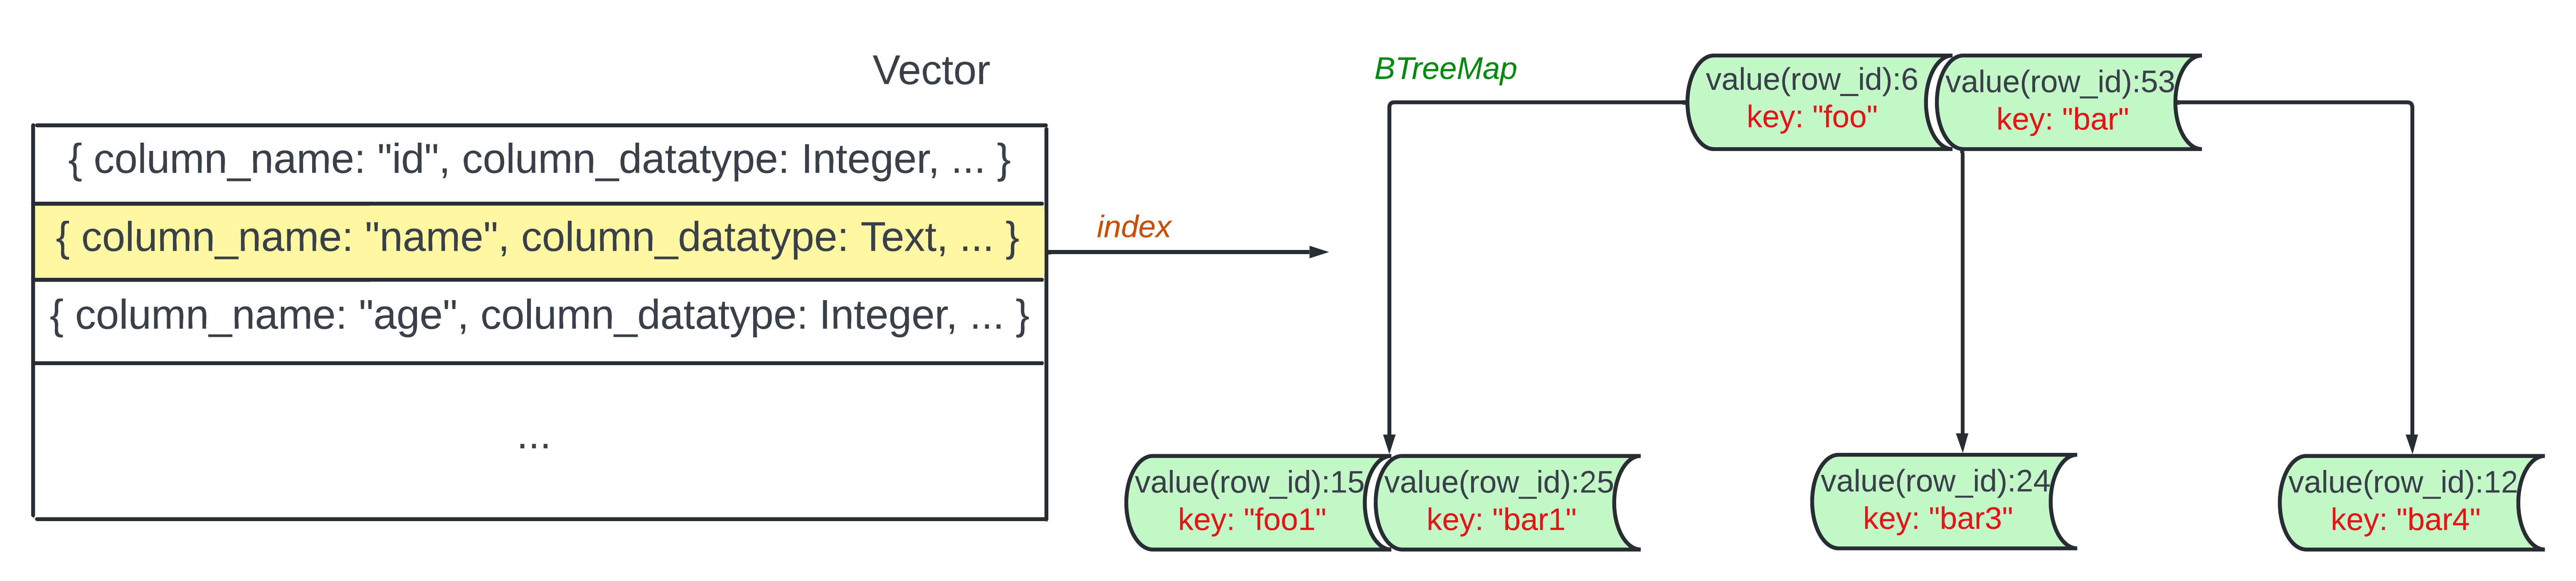 Vector
{ column_name: "id", column_datatype: Integer, ... }
{ column_name: "name", column_datatype: Text, ... }
{ column_name: "age", column_datatype: Integer, ... }
...
index
BTreeMap
value(row_id):6
key: "foo"
value(row_id):53
key: "bar"
value(row_id):15
key: "foo1"
value(row_id):25
key: "bar1"
value(row_id):24
key: "bar3"
value(row_id):12
key: "bar4"